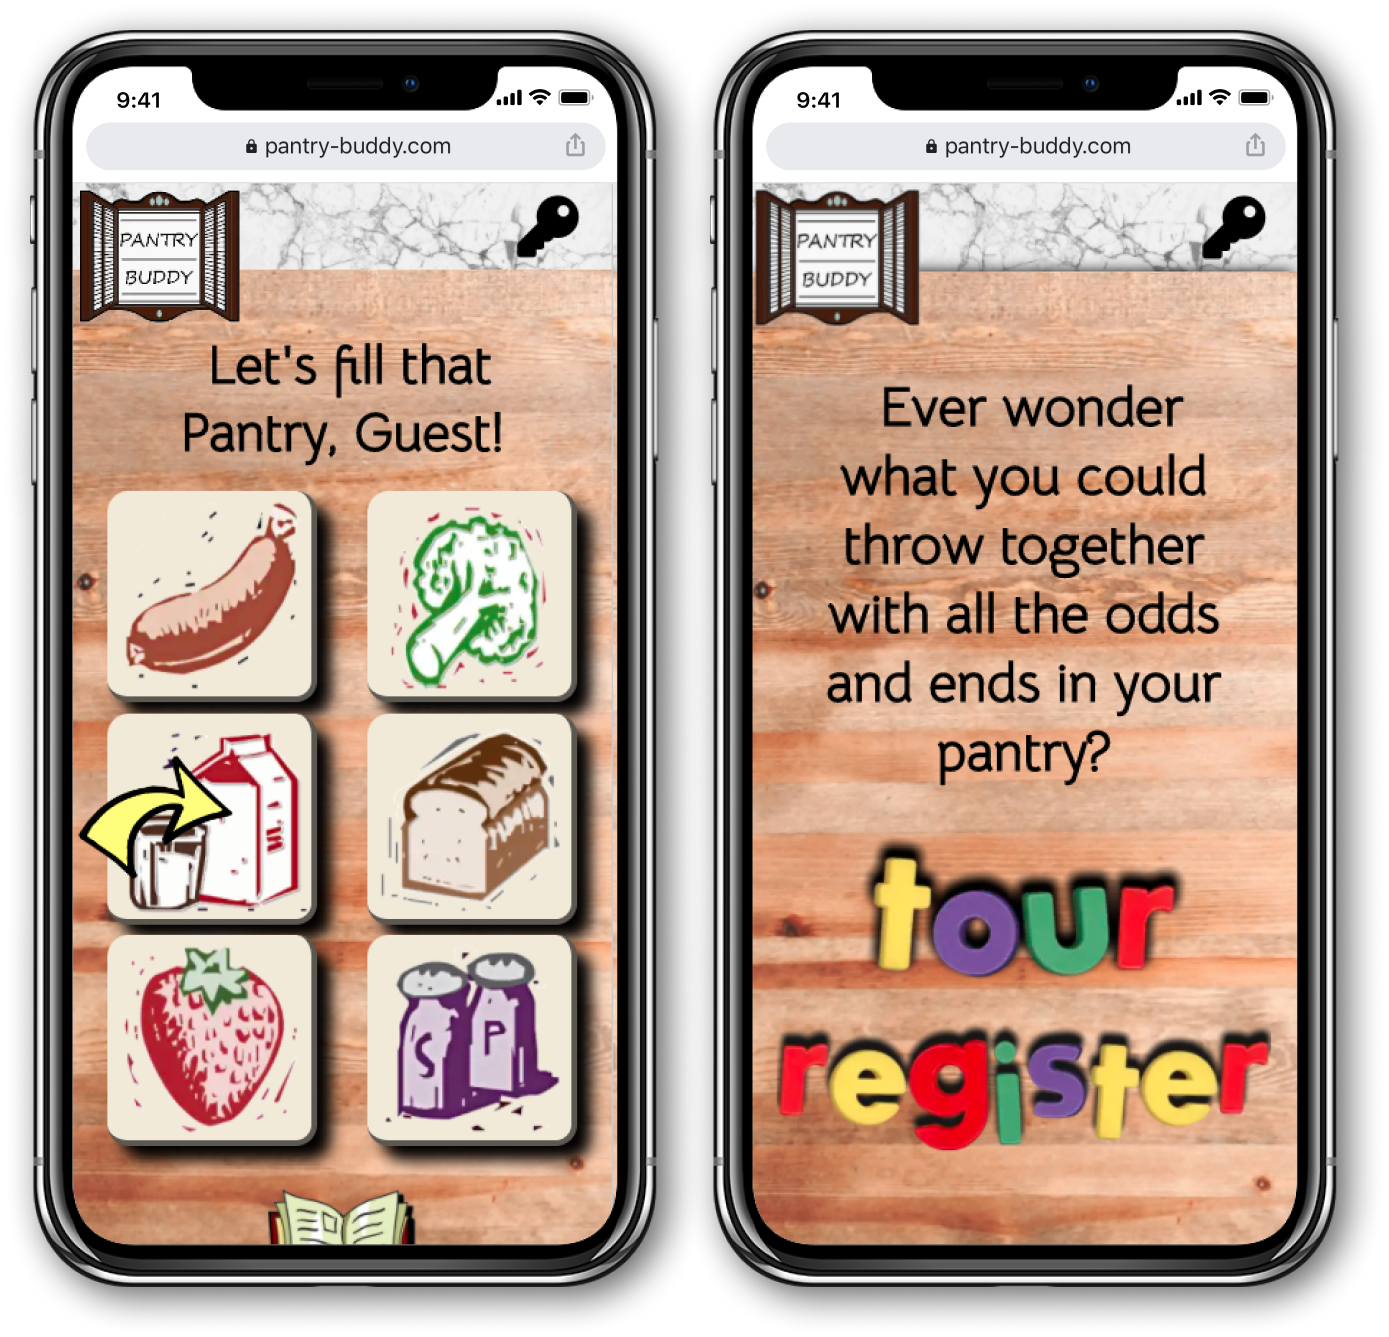 9:41
pantry-buddy.com
PANTRY
BUDDY
Let's fill that
Pantry, Guest!
S P
9:41
pantry-buddy.com
PANTRY
BUDDY
Ever wonder
what you could
throw together
with all the odds
and ends in your
pantry?
tour
register